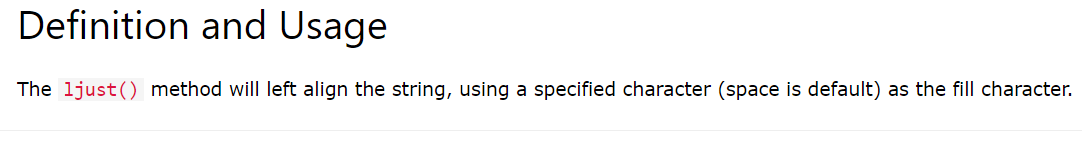 Definition and Usage
The ljust() method will left align the string, using a specified character (space is default) as the fill character.